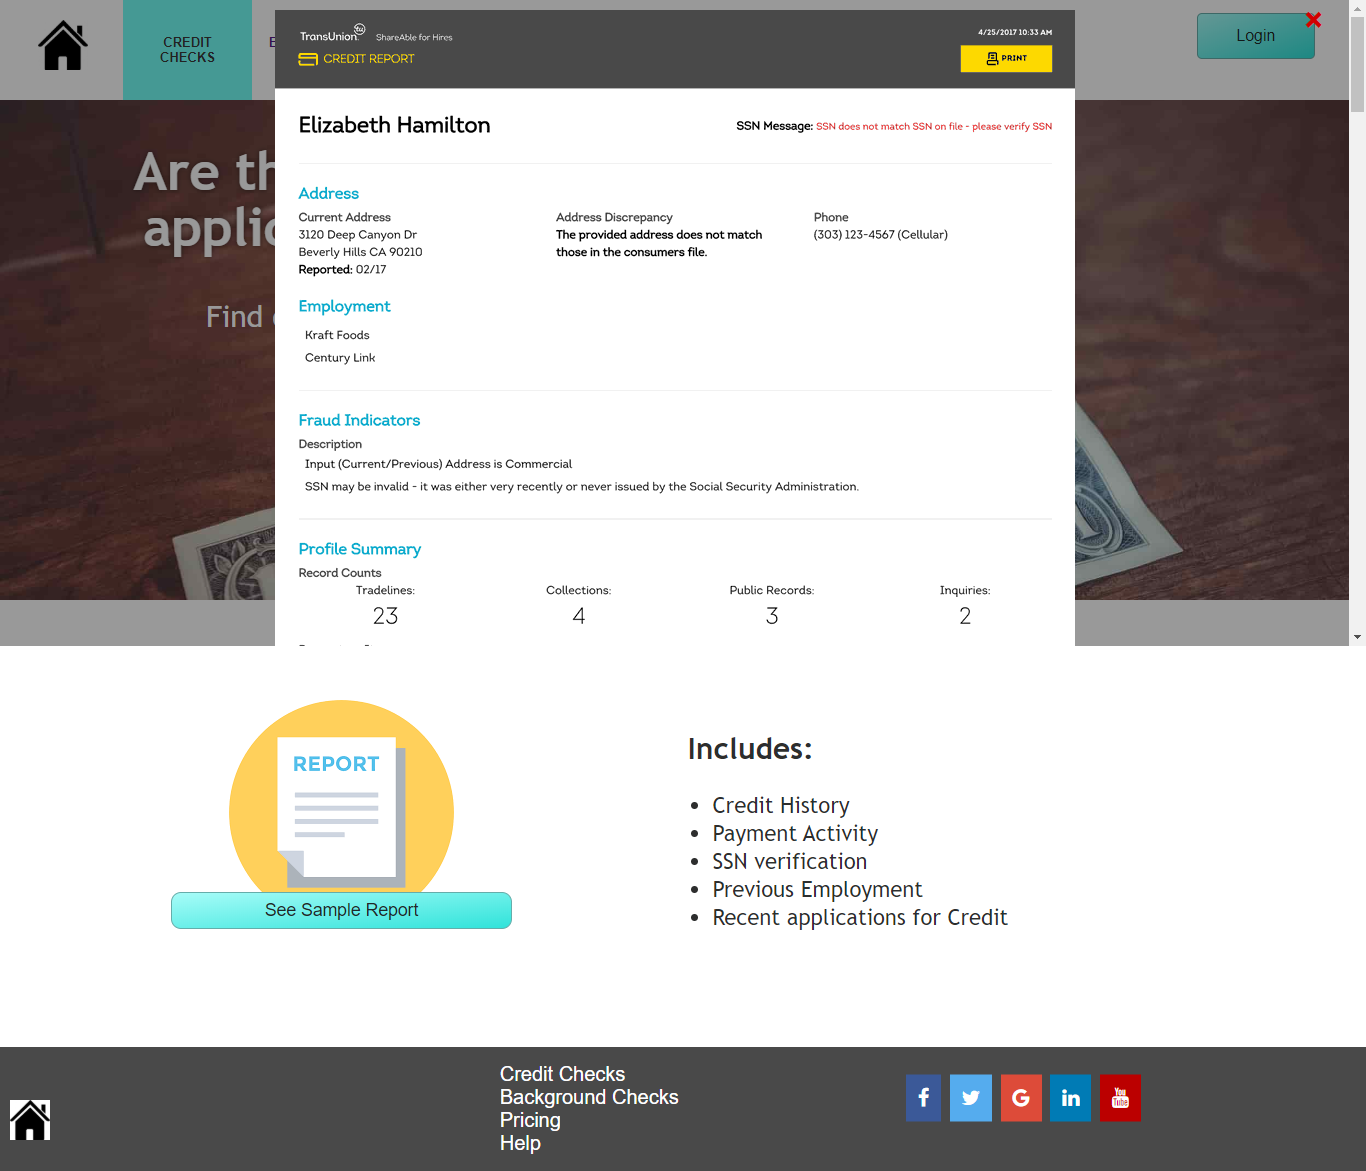 CREDIT
CHECKS
Login
TransUnion
ShareAble for Hires
CREDIT REPORT
4/25/2017 10:33 AM
PRINT
Elizabeth Hamilton
SSN Message: SSN does not match SSN on file - please verify SSN
Are th
applic
Find
Address
Current Address
3120 Deep Canyon Dr
Beverly Hills CA 90210
Reported: 02/17
Address Discrepancy
The provided address does not match
those in the consumers file.
Phone
(303) 123-4567 (Cellular)
Employment
Kraft Foods
Century Link
Fraud Indicators
Description
Input (Current/Previous) Address is Commercial
SSN may be invalid - it was either very recently or never issued by the Social Security Administration.
Profile Summary
Record Counts
Tradelines:
23
Collections:
4
Public Records:
3
Inquiries:
2
REPORT
See Sample Report
Includes:
• Credit History
• Payment Activity
• SSN verification
• Previous Employment
• Recent applications for Credit
Credit Checks
Background Checks
Pricing
Help
f
G
in
You
Tube